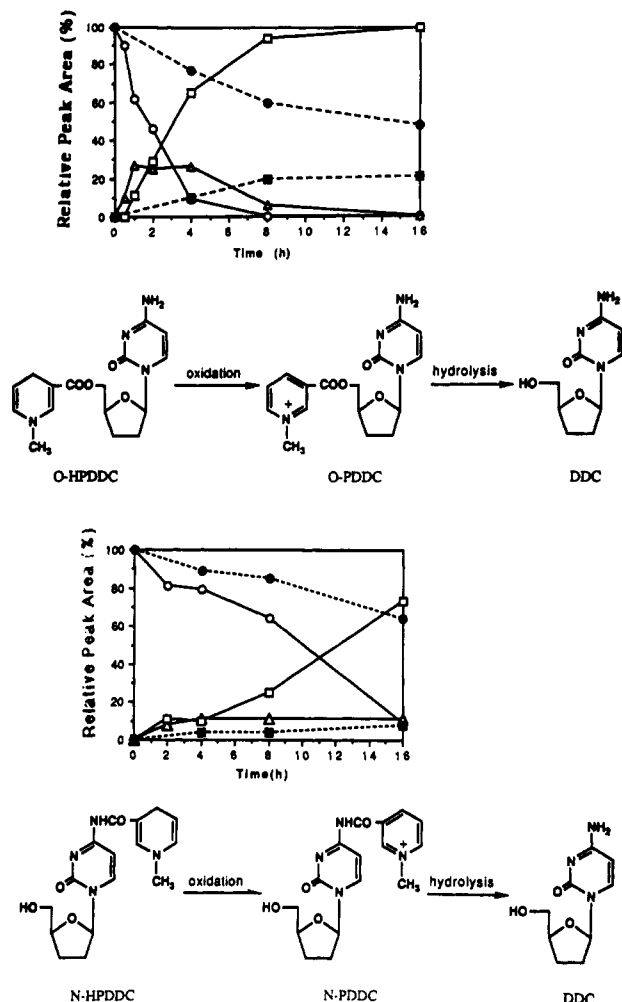 Relative Peak Area (%)
100
80
60
40
20
0
0 2 4 6 8 10 12 14 16
Time (h)
NH₂
N
O
N
COO
O
N
CH₃
O-HPDDC
oxidation
NH₂
N
O
N
COO
O
+
N
CH₃
O-PDDC
hydrolysis
NH₂
N
O
N
HO
O
DDC
Relative Peak Area (%)
100
80
60
40
20
0
0 2 4 6 8 10 12 14 16
Time(h)
NHCO
N
CH₃
N
O
N
HO
O
N-HPDDC
oxidation
NHCO
+
N
CH₃
N
O
N
HO
O
N-PDDC
hydrolysis
NH₂
N
O
N
HO
O
DDC